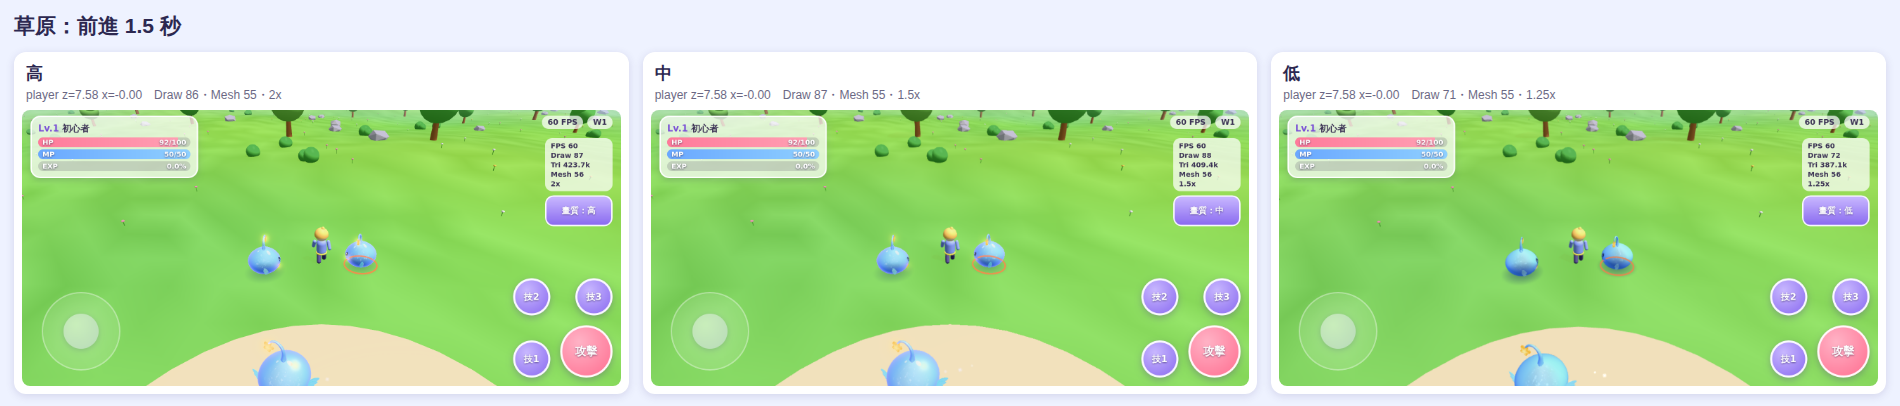 草原：前進 1.5 秒
高
player z=7.58 x=-0.00 Draw 86・Mesh 55・2x
Lv.1 初心者
HP 92/100
MP 50/50
EXP 0.0%
60 FPS W1
FPS 60
Draw 87
Tri 423.7k
Mesh 56
2x
畫質：高
技2 技3
技1 攻擊
中
player z=7.58 x=-0.00 Draw 87・Mesh 55・1.5x
Lv.1 初心者
HP 92/100
MP 50/50
EXP 0.0%
60 FPS W1
FPS 60
Draw 88
Tri 409.4k
Mesh 56
1.5x
畫質：中
技2 技3
技1 攻擊
低
player z=7.58 x=-0.00 Draw 71・Mesh 55・1.25x
Lv.1 初心者
HP 92/100
MP 50/50
EXP 0.0%
60 FPS W1
FPS 60
Draw 72
Tri 387.1k
Mesh 56
1.25x
畫質：低
技2 技3
技1 攻擊